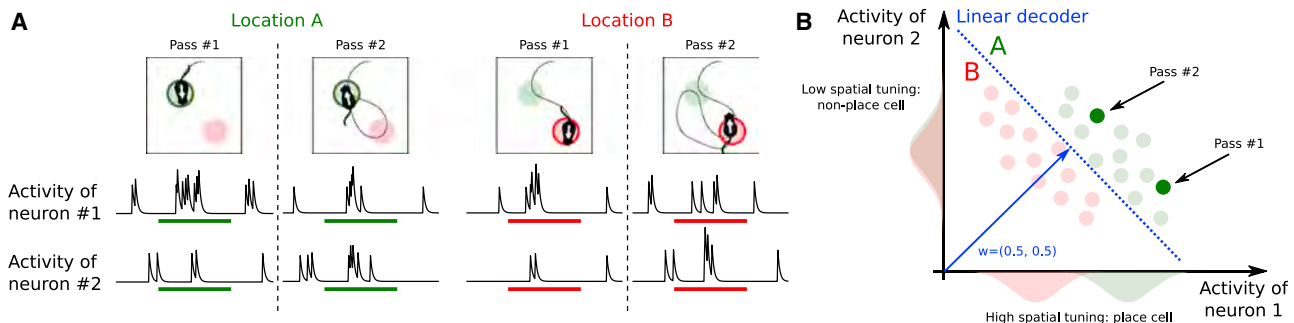 A
Location A
Location B
Pass #1
Pass #2
Pass #1
Pass #2
Activity of
neuron #1
Activity of
neuron #2
B
Activity of
neuron 2
Linear decoder
A
B
Pass #2
Pass #1
Low spatial tuning:
non-place cell
w=(0.5, 0.5)
Activity of
neuron 1
High spatial tuning: place cell